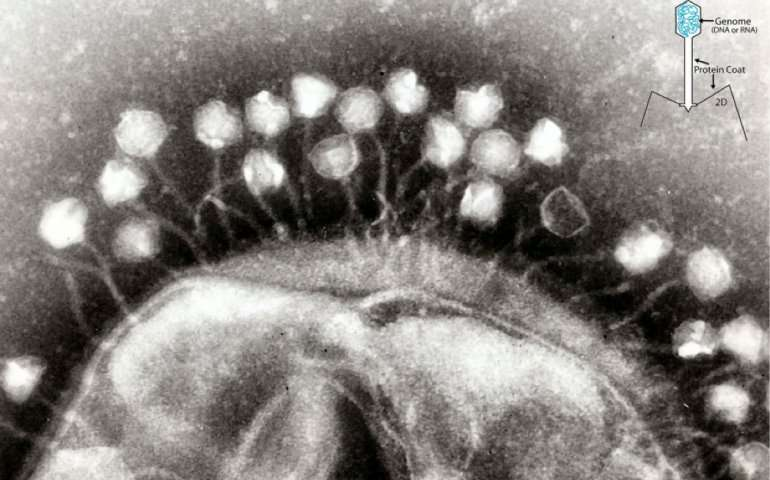 Genome
(DNA or RNA)
Protein Coat
2D